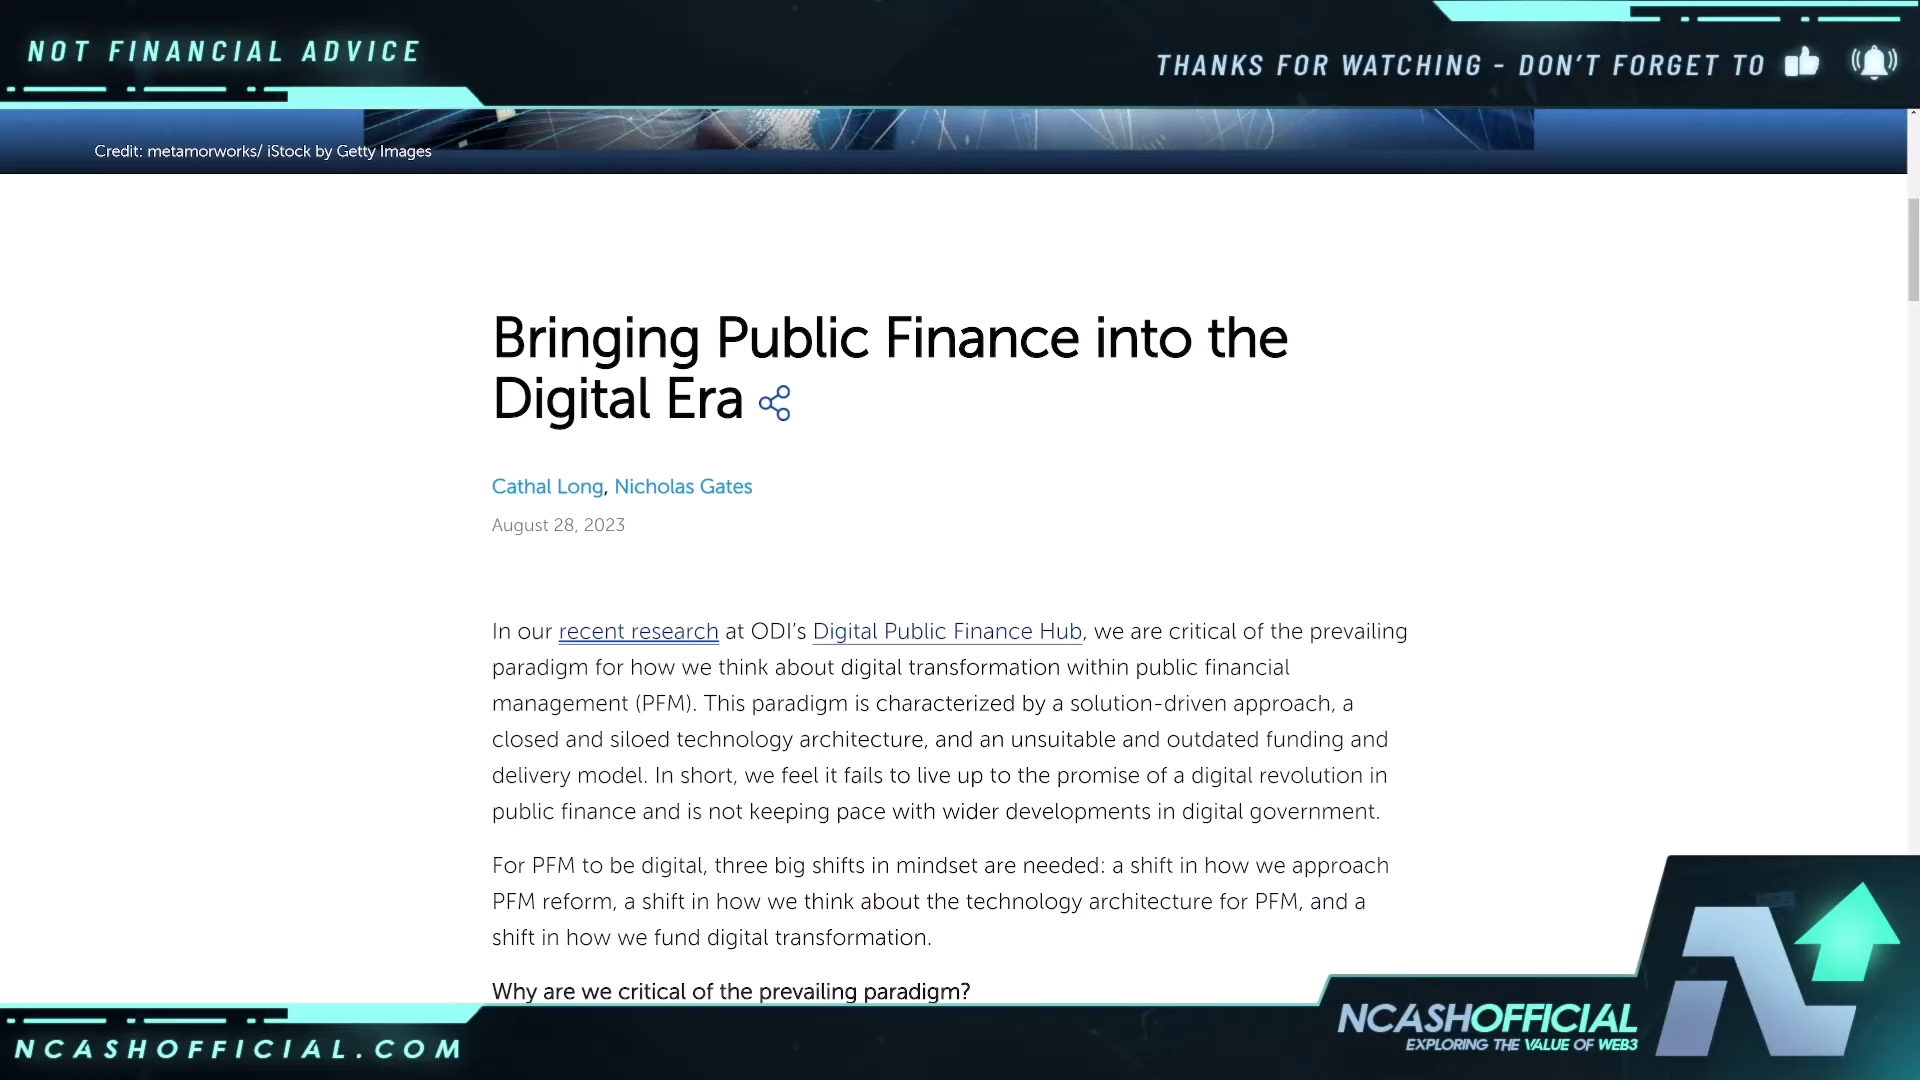 NOT FINANCIAL ADVICE
THANKS FOR WATCHING - DON'T FORGET TO
Credit: metamorworks/ iStock by Getty Images
Bringing Public Finance into the
Digital Era
Cathal Long, Nicholas Gates
August 28, 2023
In our recent research at ODI's Digital Public Finance Hub, we are critical of the prevailing
paradigm for how we think about digital transformation within public financial
management (PFM). This paradigm is characterized by a solution-driven approach, a
closed and siloed technology architecture, and an unsuitable and outdated funding and
delivery model. In short, we feel it fails to live up to the promise of a digital revolution in
public finance and is not keeping pace with wider developments in digital government.
For PFM to be digital, three big shifts in mindset are needed: a shift in how we approach
PFM reform, a shift in how we think about the technology architecture for PFM, and a
shift in how we fund digital transformation.
Why are we critical of the prevailing paradigm?
NCASHOFFICIAL.COM
NCASHOFFICIAL
EXPLORING THE VALUE OF WEB3